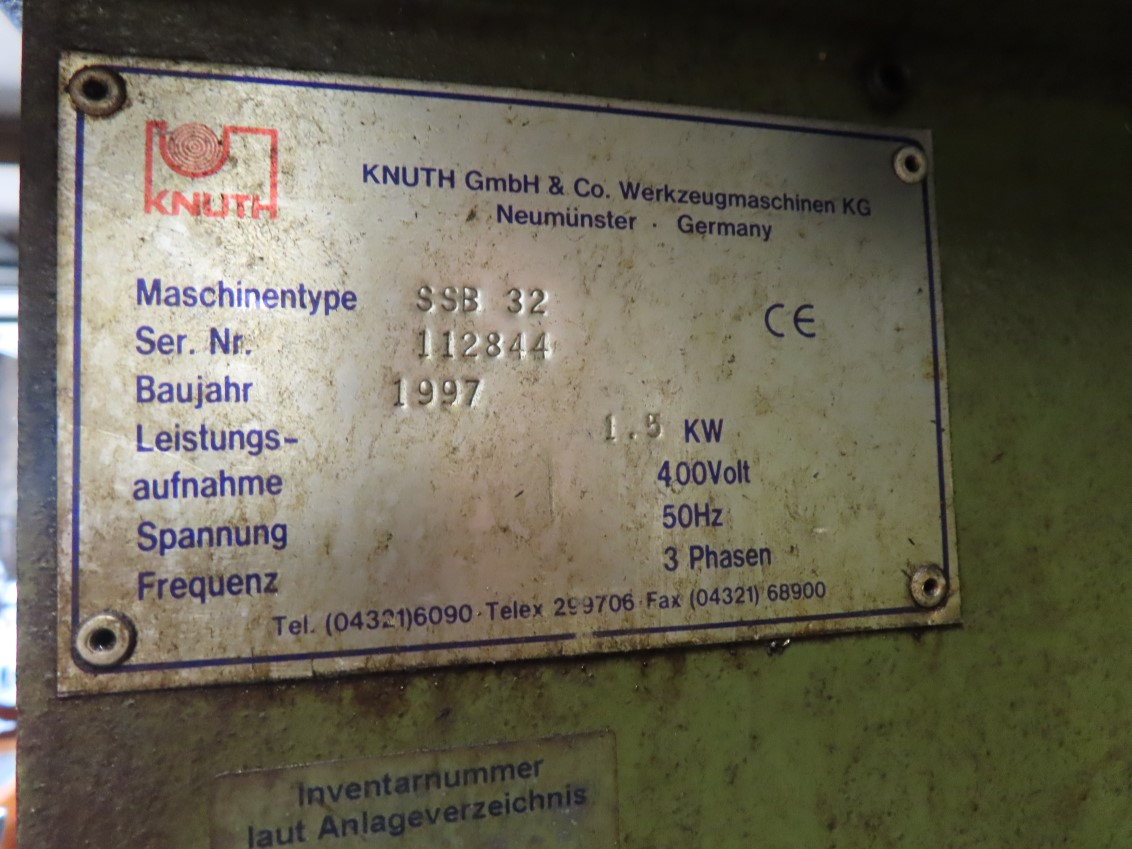 KNUTH
KNUTH GmbH & Co. Werkzeugmaschinen KG
Neumünster · Germany
Maschinentype SSB 32
CE
Ser. Nr. 112844
Baujahr 1997
Leistungs- 1.5 KW
aufnahme 400Volt
Spannung 50Hz
Frequenz 3 Phasen
Tel. (04321)6090 · Telex 299706 · Fax (04321) 68900
Inventarnummer
laut Anlageverzeichnis